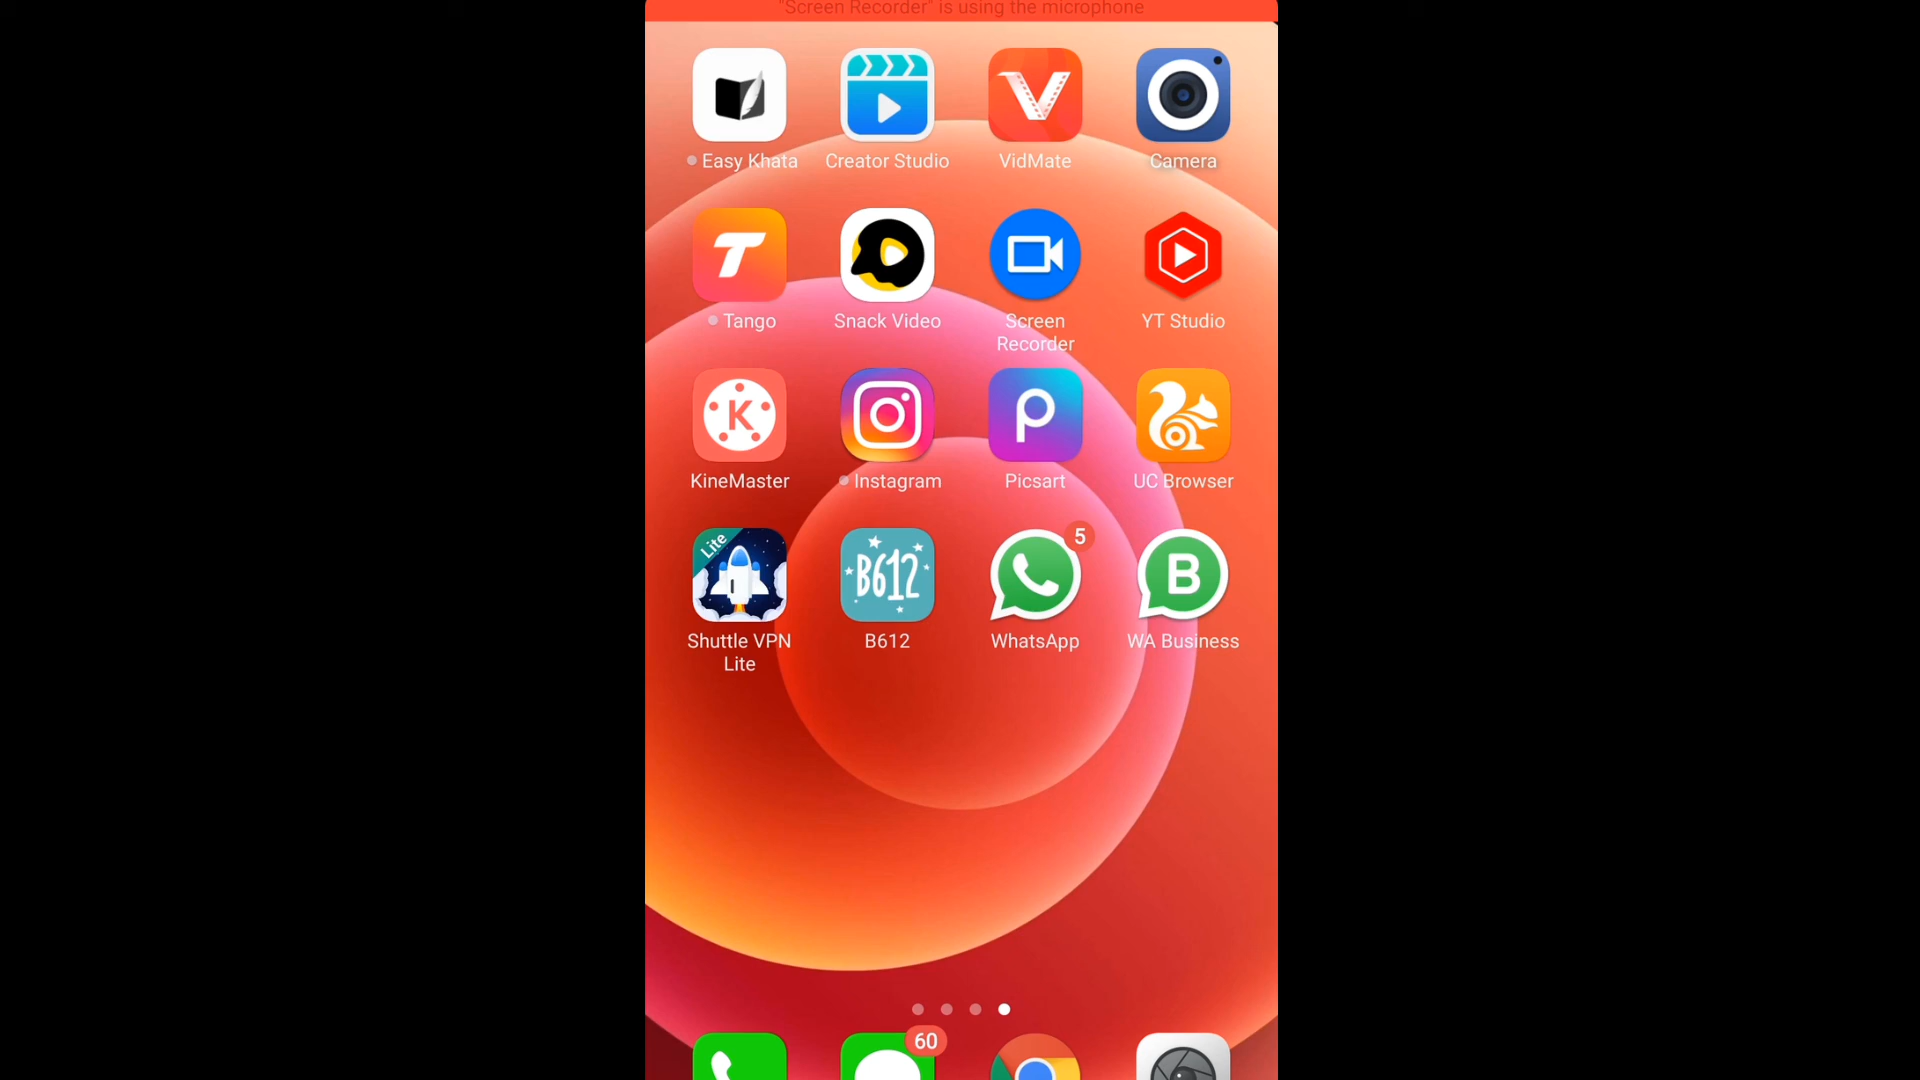 "Screen Recorder" is using the microphone
Easy Khata
Creator Studio
VidMate
Camera
Tango
Snack Video
Screen
Recorder
YT Studio
KineMaster
Instagram
Picsart
UC Browser
Lite
B612
5
B
Shuttle VPN
Lite
B612
WhatsApp
WA Business
60